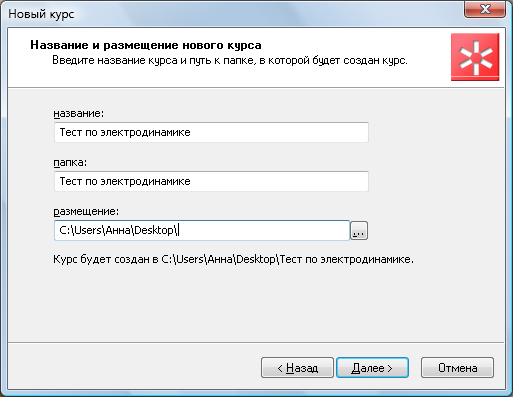 Новый курс
Название и размещение нового курса
Введите название курса и путь к папке, в которой будет создан курс.
название:
Тест по электродинамике
папка:
Тест по электродинамике
размещение:
C:\Users\Анна\Desktop\
...
Курс будет создан в C:\Users\Анна\Desktop\Тест по электродинамике.
< Назад
Далее >
Отмена